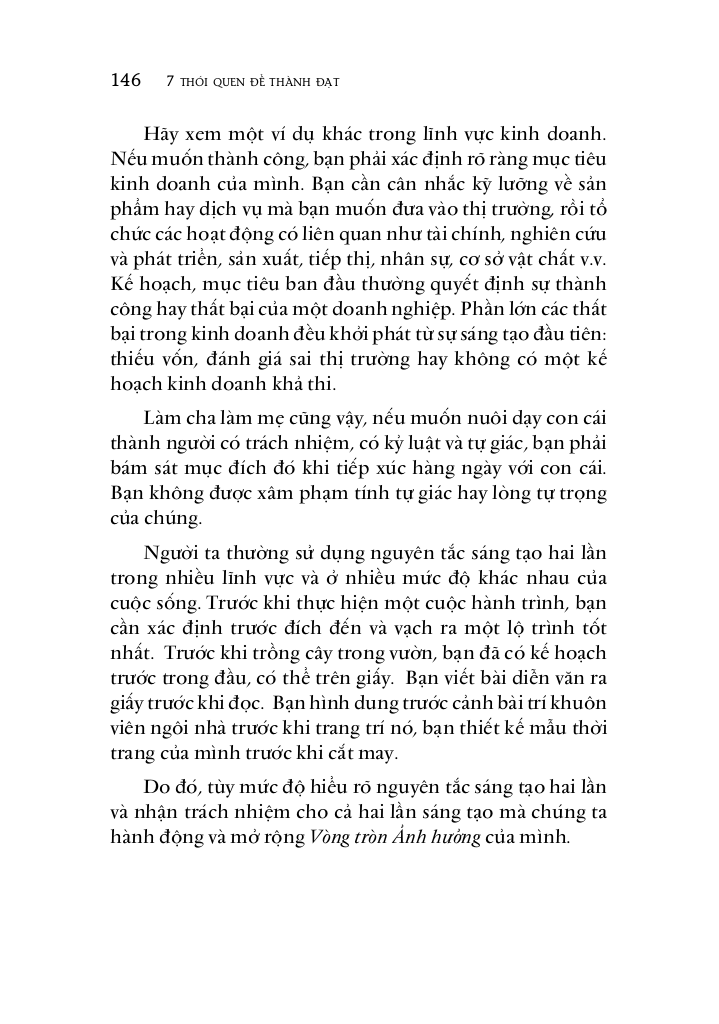 146 7 THÓI QUEN ĐỂ THÀNH ĐẠT
Hãy xem một ví dụ khác trong lĩnh vực kinh doanh.
Nếu muốn thành công, bạn phải xác định rõ ràng mục tiêu
kinh doanh của mình. Bạn cần cân nhắc kỹ lưỡng về sản
phẩm hay dịch vụ mà bạn muốn đưa vào thị trường, rồi tổ
chức các hoạt động có liên quan như tài chính, nghiên cứu
và phát triển, sản xuất, tiếp thị, nhân sự, cơ sở vật chất v.v.
Kế hoạch, mục tiêu ban đầu thường quyết định sự thành
công hay thất bại của một doanh nghiệp. Phần lớn các thất
bại trong kinh doanh đều khởi phát từ sự sáng tạo đầu tiên:
thiếu vốn, đánh giá sai thị trường hay không có một kế
hoạch kinh doanh khả thi.
Làm cha làm mẹ cũng vậy, nếu muốn nuôi dạy con cái
thành người có trách nhiệm, có kỷ luật và tự giác, bạn phải
bám sát mục đích đó khi tiếp xúc hàng ngày với con cái.
Bạn không được xâm phạm tính tự giác hay lòng tự trọng
của chúng.
Người ta thường sử dụng nguyên tắc sáng tạo hai lần
trong nhiều lĩnh vực và ở nhiều mức độ khác nhau của
cuộc sống. Trước khi thực hiện một cuộc hành trình, bạn
cần xác định trước đích đến và vạch ra một lộ trình tốt
nhất. Trước khi trồng cây trong vườn, bạn đã có kế hoạch
trước trong đầu, có thể trên giấy. Bạn viết bài diễn văn ra
giấy trước khi đọc. Bạn hình dung trước cảnh bài trí khuôn
viên ngôi nhà trước khi trang trí nó, bạn thiết kế mẫu thời
trang của mình trước khi cắt may.
Do đó, tùy mức độ hiểu rõ nguyên tắc sáng tạo hai lần
và nhận trách nhiệm cho cả hai lần sáng tạo mà chúng ta
hành động và mở rộng Vòng tròn Ảnh hưởng của mình.